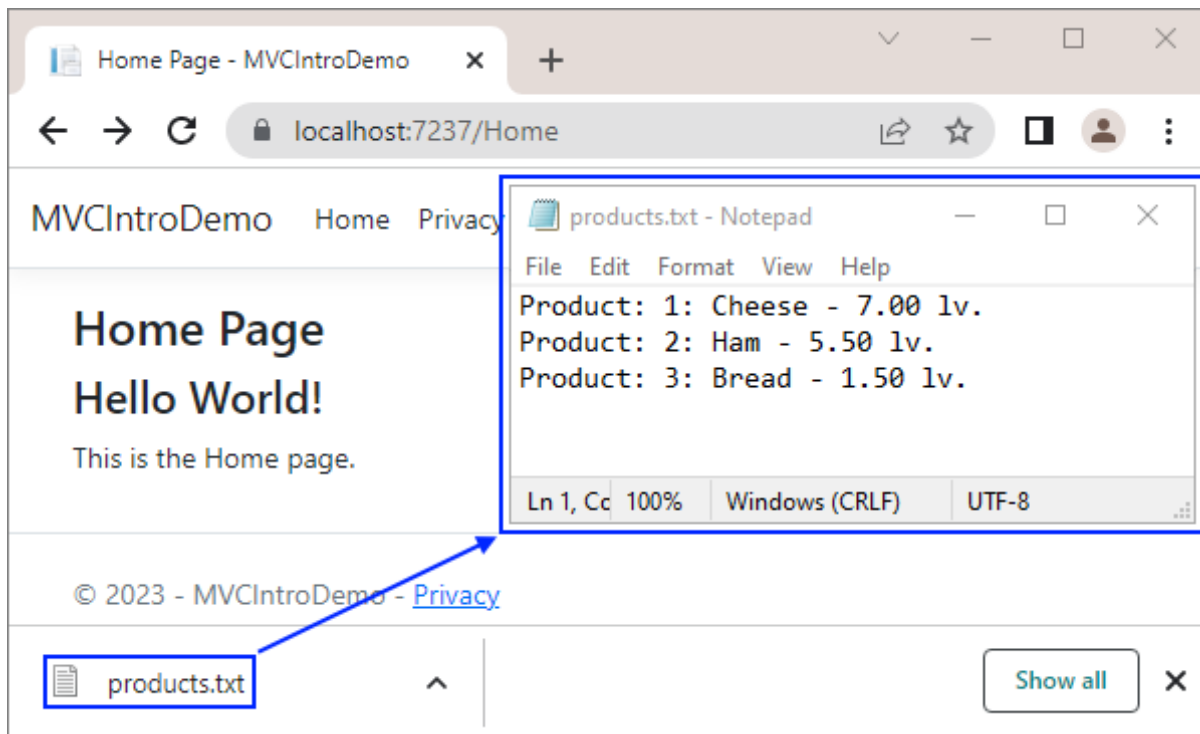 Home Page - MVCIntroDemo
localhost:7237/Home
MVCIntroDemo Home Privacy
products.txt - Notepad
File Edit Format View Help
Product: 1: Cheese - 7.00 lv.
Product: 2: Ham - 5.50 lv.
Product: 3: Bread - 1.50 lv.
Ln 1, Co 100% Windows (CRLF) UTF-8
Home Page
Hello World!
This is the Home page.
© 2023 - MVCIntroDemo - Privacy
products.txt
Show all